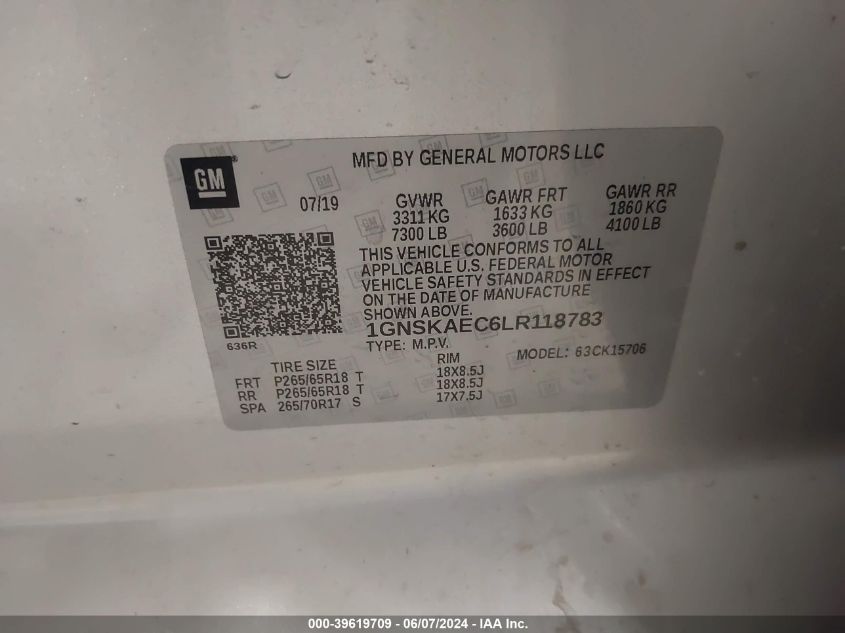 GM
MFD BY GENERAL MOTORS LLC
07/19
GVWR GAWR FRT GAWR RR
3311 KG 1633 KG 1860 KG
7300 LB 3600 LB 4100 LB
THIS VEHICLE CONFORMS TO ALL
APPLICABLE U.S. FEDERAL MOTOR
VEHICLE SAFETY STANDARDS IN EFFECT
ON THE DATE OF MANUFACTURE
SHOWN ABOVE.
1GNSKAEC6LR118783
636R
TYPE: M.P.V. MODEL: 63CK15706
TIRE SIZE RIM
FRT P265/65R18 T 18X8.5J
RR P265/65R18 T 18X8.5J
SPA 265/70R17 S 17X7.5J
000-39619709 - 06/07/2024 - IAA Inc.